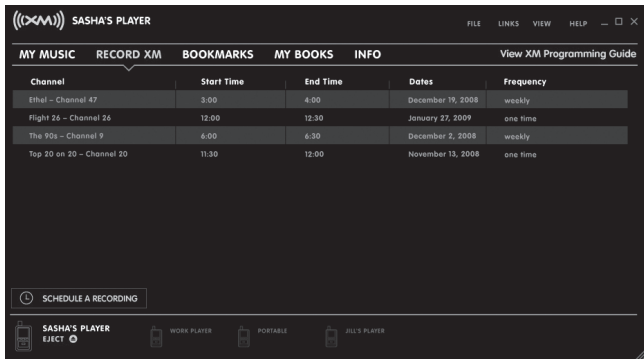 ((XM)) SASHA'S PLAYER FILE LINKS VIEW HELP
MY MUSIC RECORD XM BOOKMARKS MY BOOKS INFO View XM Programming Guide
Channel Start Time End Time Dates Frequency
Ethel – Channel 47 3:00 4:00 December 19, 2008 weekly
Flight 26 – Channel 26 12:00 12:30 January 27, 2009 one time
The 90s – Channel 9 6:00 6:30 December 2, 2008 weekly
Top 20 on 20 – Channel 20 11:30 12:00 November 13, 2008 one time
SCHEDULE A RECORDING
SASHA'S PLAYER WORK PLAYER PORTABLE JILL'S PLAYER
EJECT